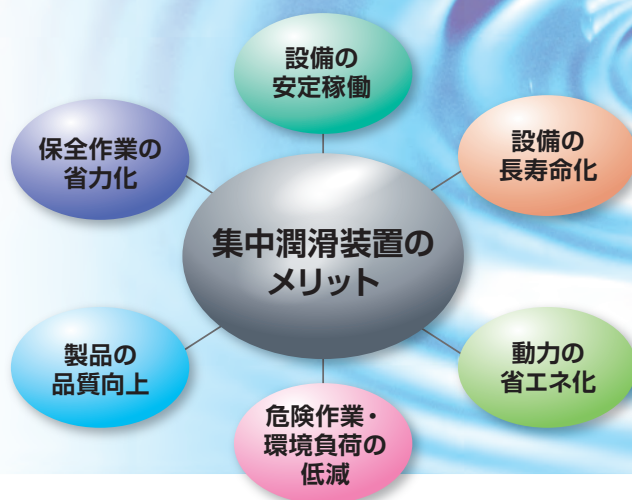 集中潤滑装置の
メリット
設備の
安定稼働
設備の
長寿命化
動力の
省エネ化
危険作業・
環境負荷の
低減
製品の
品質向上
保全作業の
省力化